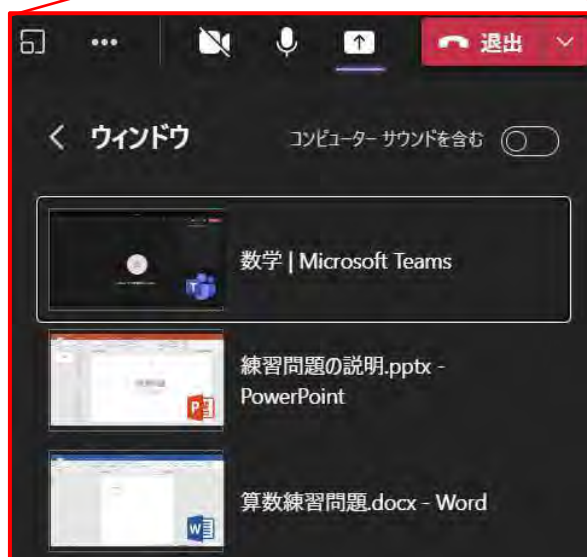 退出
ウィンドウ
コンピューター サウンドを含む
数学 | Microsoft Teams
練習問題の説明.pptx -
PowerPoint
算数練習問題.docx - Word